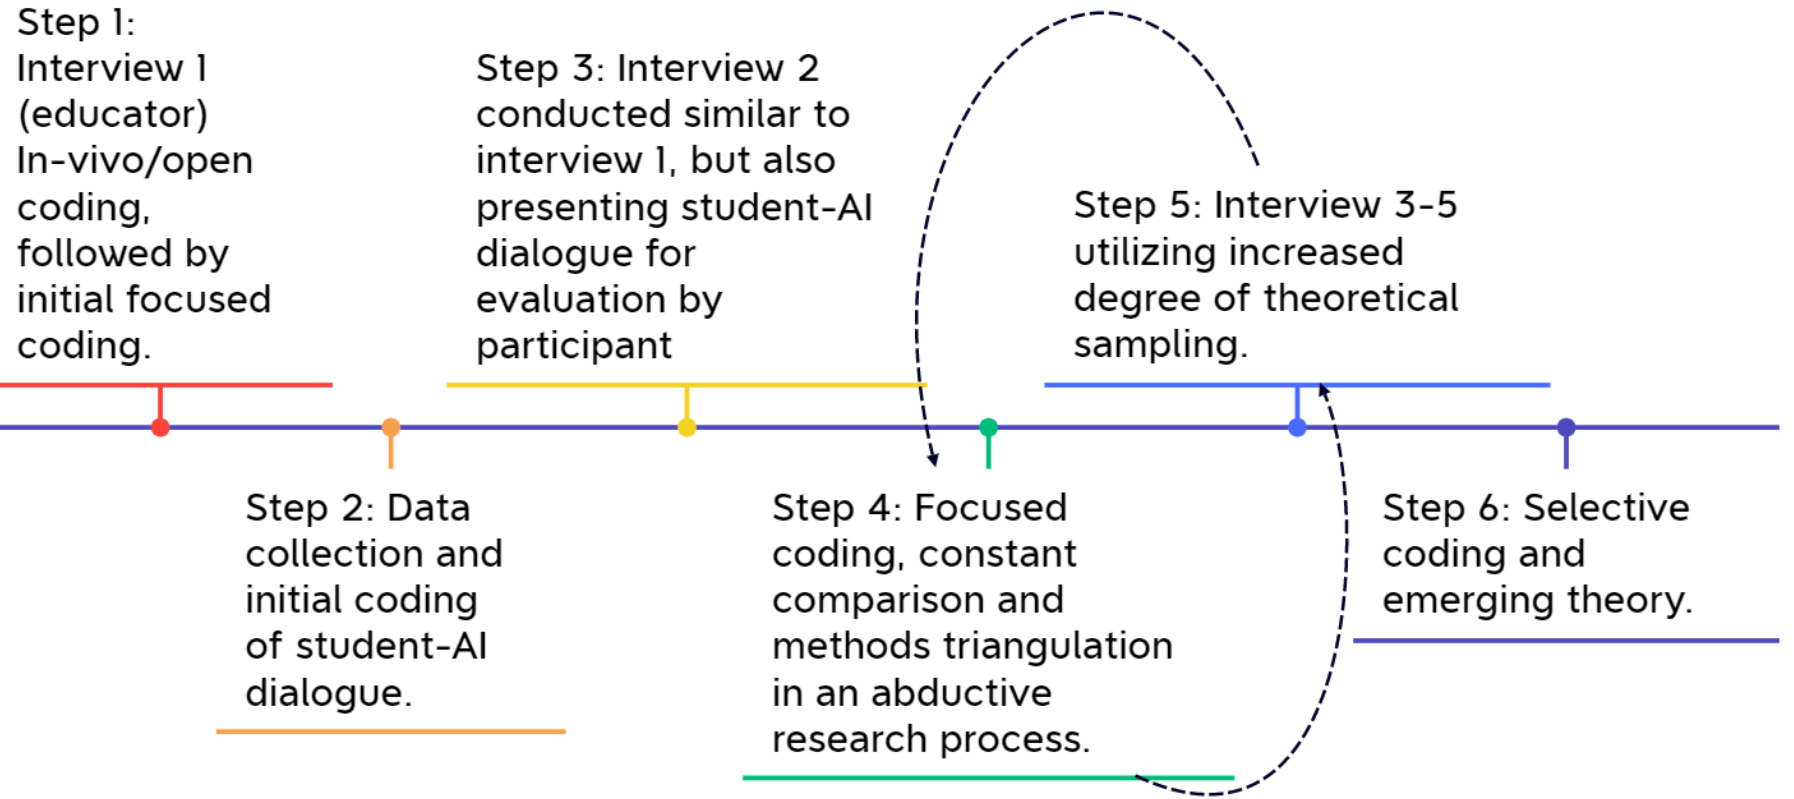 Step 1:
Interview 1
(educator)
In-vivo/open
coding,
followed by
initial focused
coding.
Step 2: Data
collection and
initial coding
of student-AI
dialogue.
Step 3: Interview 2
conducted similar to
interview 1, but also
presenting student-AI
dialogue for
evaluation by
participant
Step 4: Focused
coding, constant
comparison and
methods triangulation
in an abductive
research process.
Step 5: Interview 3-5
utilizing increased
degree of theoretical
sampling.
Step 6: Selective
coding and
emerging theory.